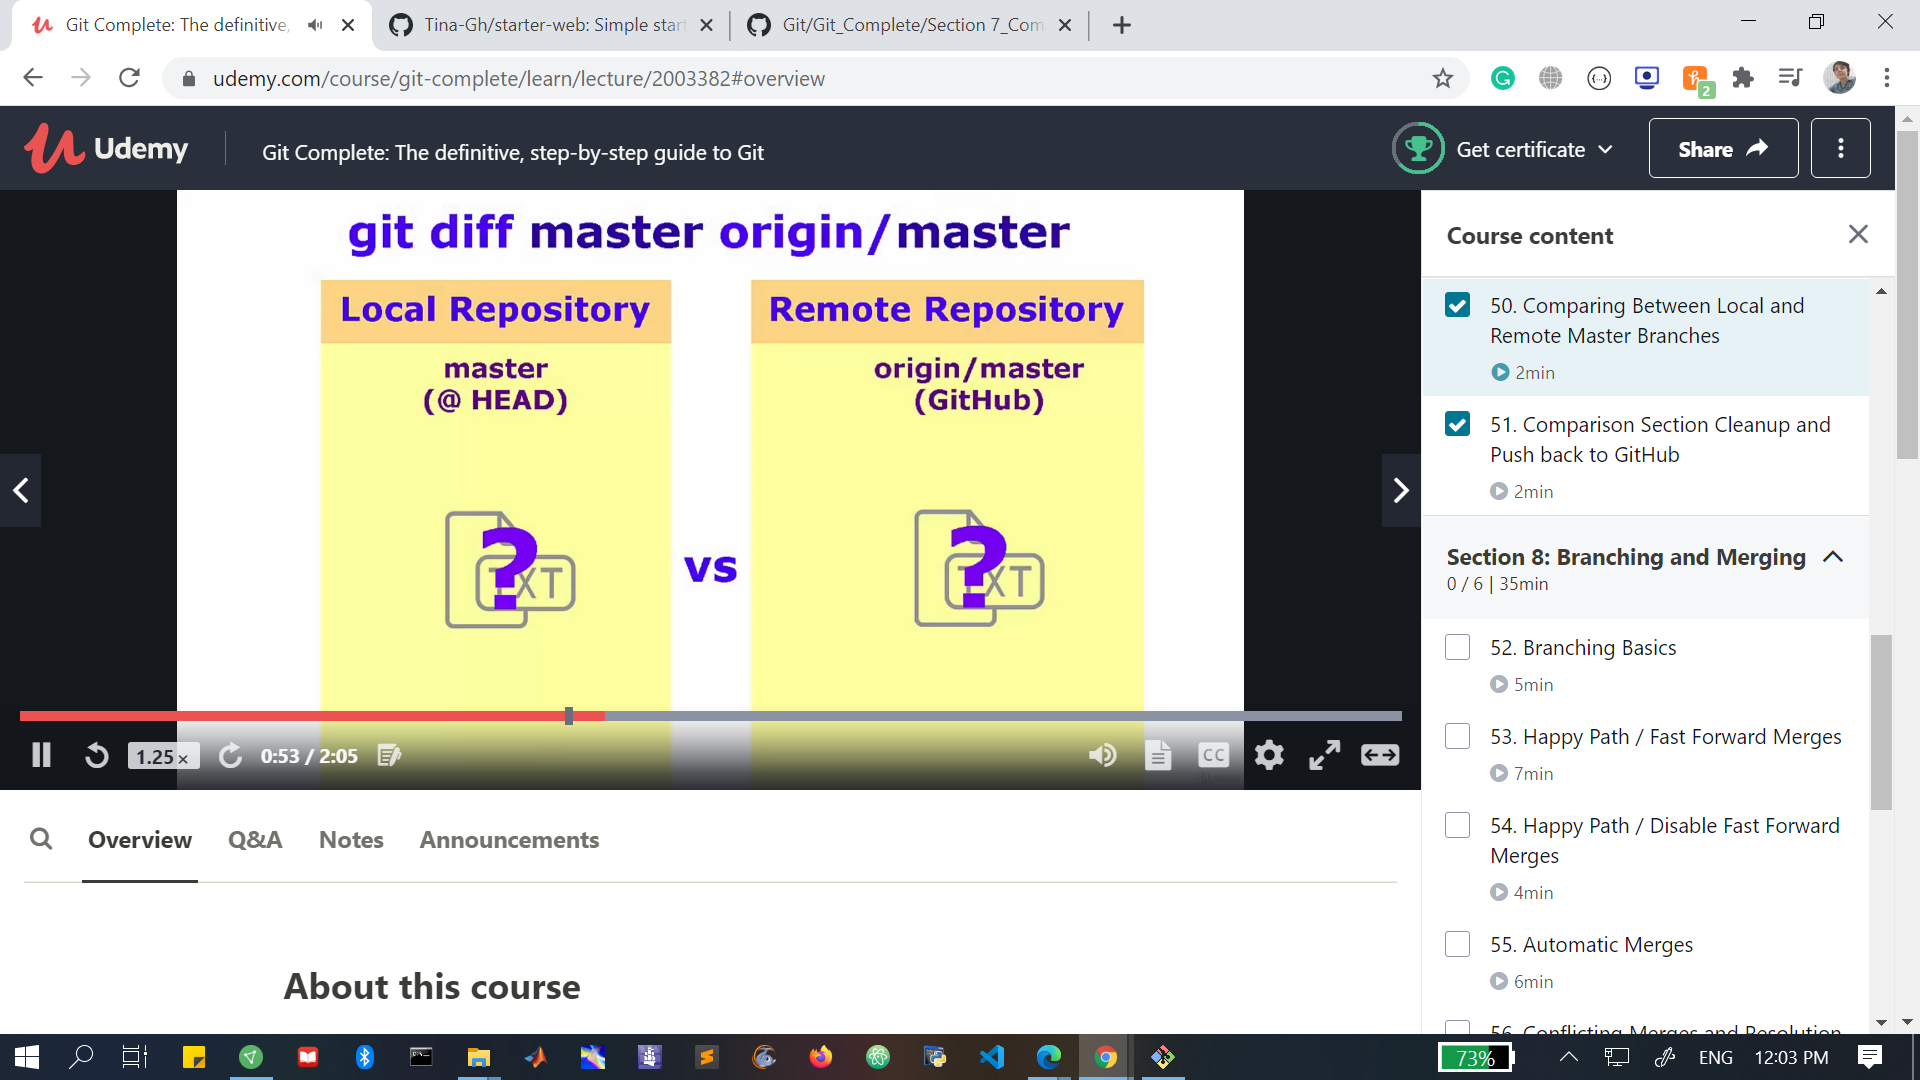 Git Complete: The definitive,
Tina-Gh/starter-web: Simple start
Git/Git_Complete/Section 7_Com
udemy.com/course/git-complete/learn/lecture/2003382#overview
2
Udemy
Git Complete: The definitive, step-by-step guide to Git
Get certificate
Share
git diff master origin/master
Local Repository
master
(@ HEAD)
TXT
?
vs
Remote Repository
origin/master
(GitHub)
TXT
?
1.25×
0:53 / 2:05
CC
Course content
50. Comparing Between Local and
Remote Master Branches
2min
51. Comparison Section Cleanup and
Push back to GitHub
2min
Section 8: Branching and Merging
0 / 6 | 35min
52. Branching Basics
5min
53. Happy Path / Fast Forward Merges
7min
54. Happy Path / Disable Fast Forward
Merges
4min
55. Automatic Merges
6min
56. Conflicting Merges and Resolution
Overview
Q&A
Notes
Announcements
About this course
73%
ENG
12:03 PM